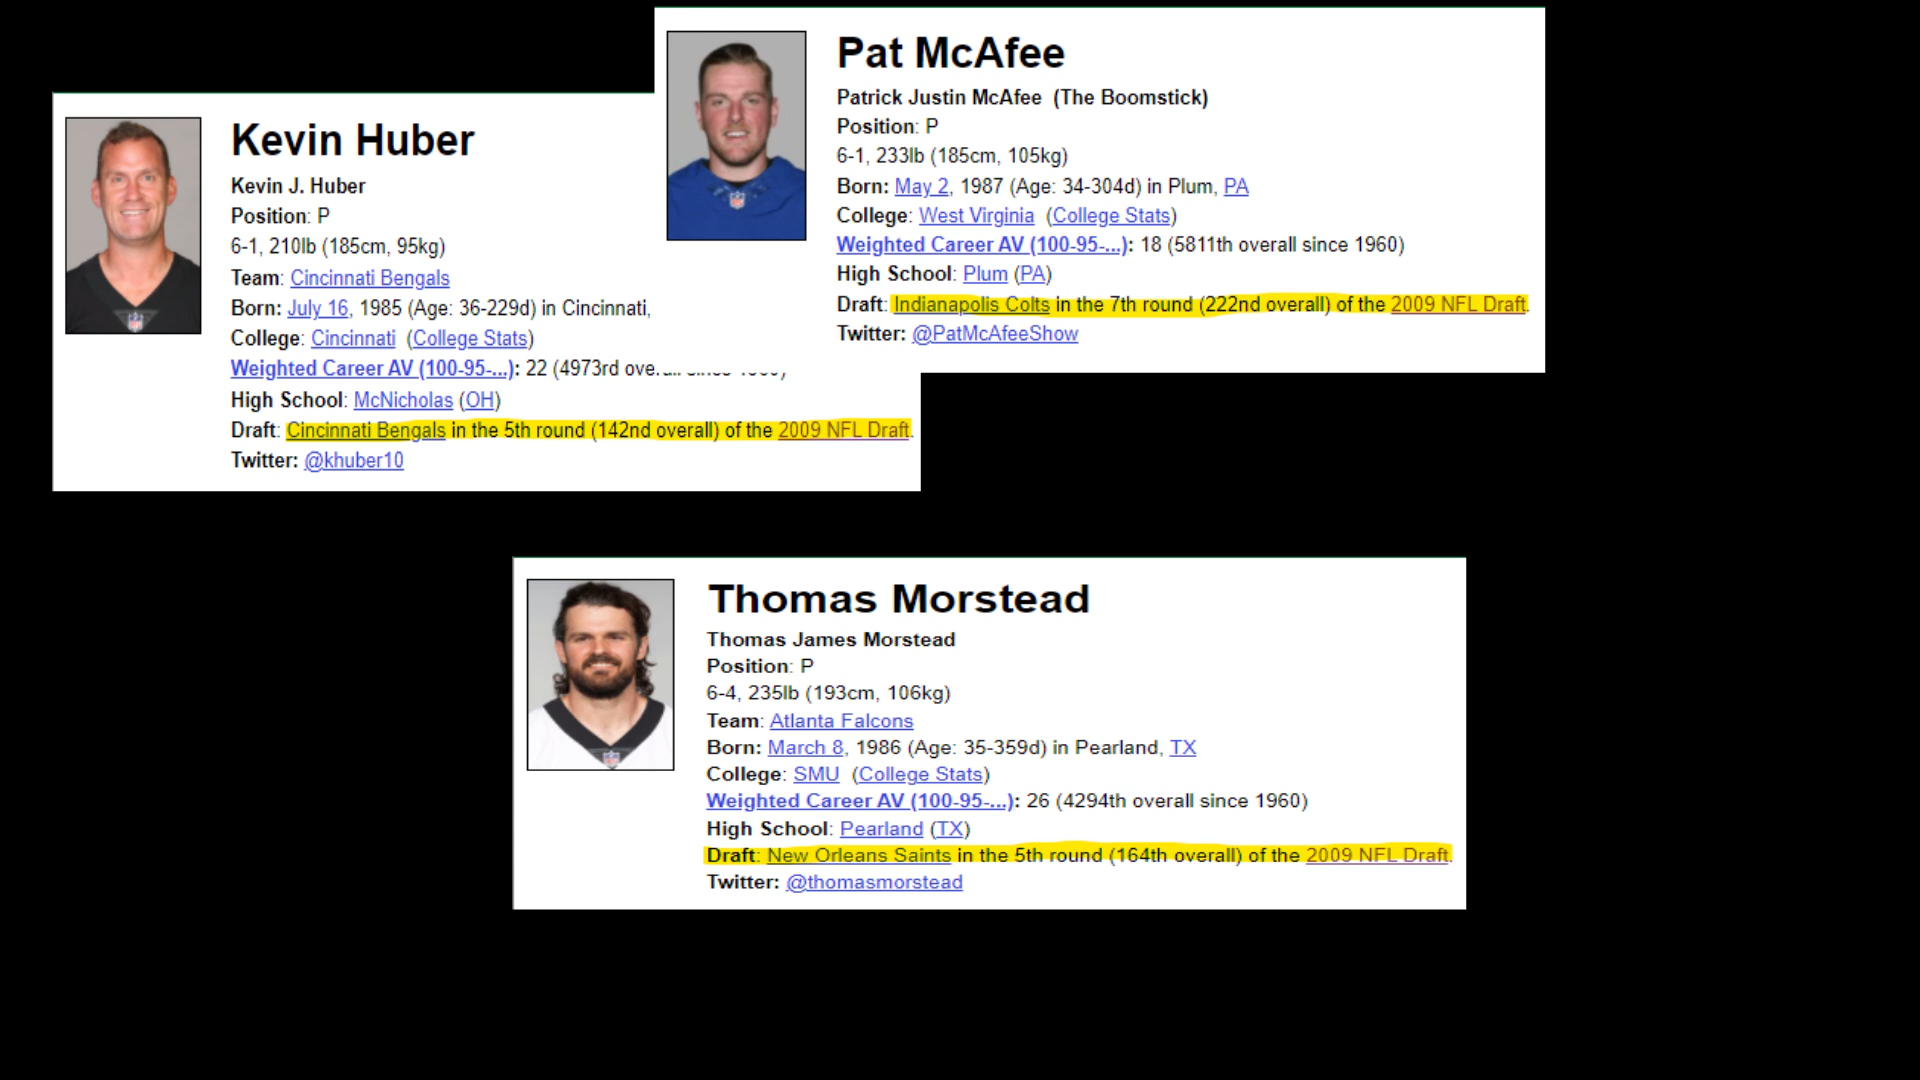 Kevin Huber
Kevin J. Huber
Position: P
6-1, 210lb (185cm, 95kg)
Team: Cincinnati Bengals
Born: July 16, 1985 (Age: 36-229d) in Cincinnati,
College: Cincinnati (College Stats)
Weighted Career AV (100-95-...): 22 (4973rd
High School: McNicholas (OH)
Draft: Cincinnati Bengals in the 5th round (142nd overall) of the 2009 NFL Draft.
Twitter: @khuber10
Pat McAfee
Patrick Justin McAfee (The Boomstick)
Position: P
6-1, 233lb (185cm, 105kg)
Born: May 2, 1987 (Age: 34-304d) in Plum, PA
College: West Virginia (College Stats)
Weighted Career AV (100-95-...): 18 (5811th overall since 1960)
High School: Plum (PA)
Draft: Indianapolis Colts in the 7th round (222nd overall) of the 2009 NFL Draft.
Twitter: @PatMcAfeeShow
Thomas Morstead
Thomas James Morstead
Position: P
6-4, 235lb (193cm, 106kg)
Team: Atlanta Falcons
Born: March 8, 1986 (Age: 35-359d) in Pearland, TX
College: SMU (College Stats)
Weighted Career AV (100-95-...): 26 (4294th overall since 1960)
High School: Pearland (TX)
Draft: New Orleans Saints in the 5th round (164th overall) of the 2009 NFL Draft.
Twitter: @thomasmorstead